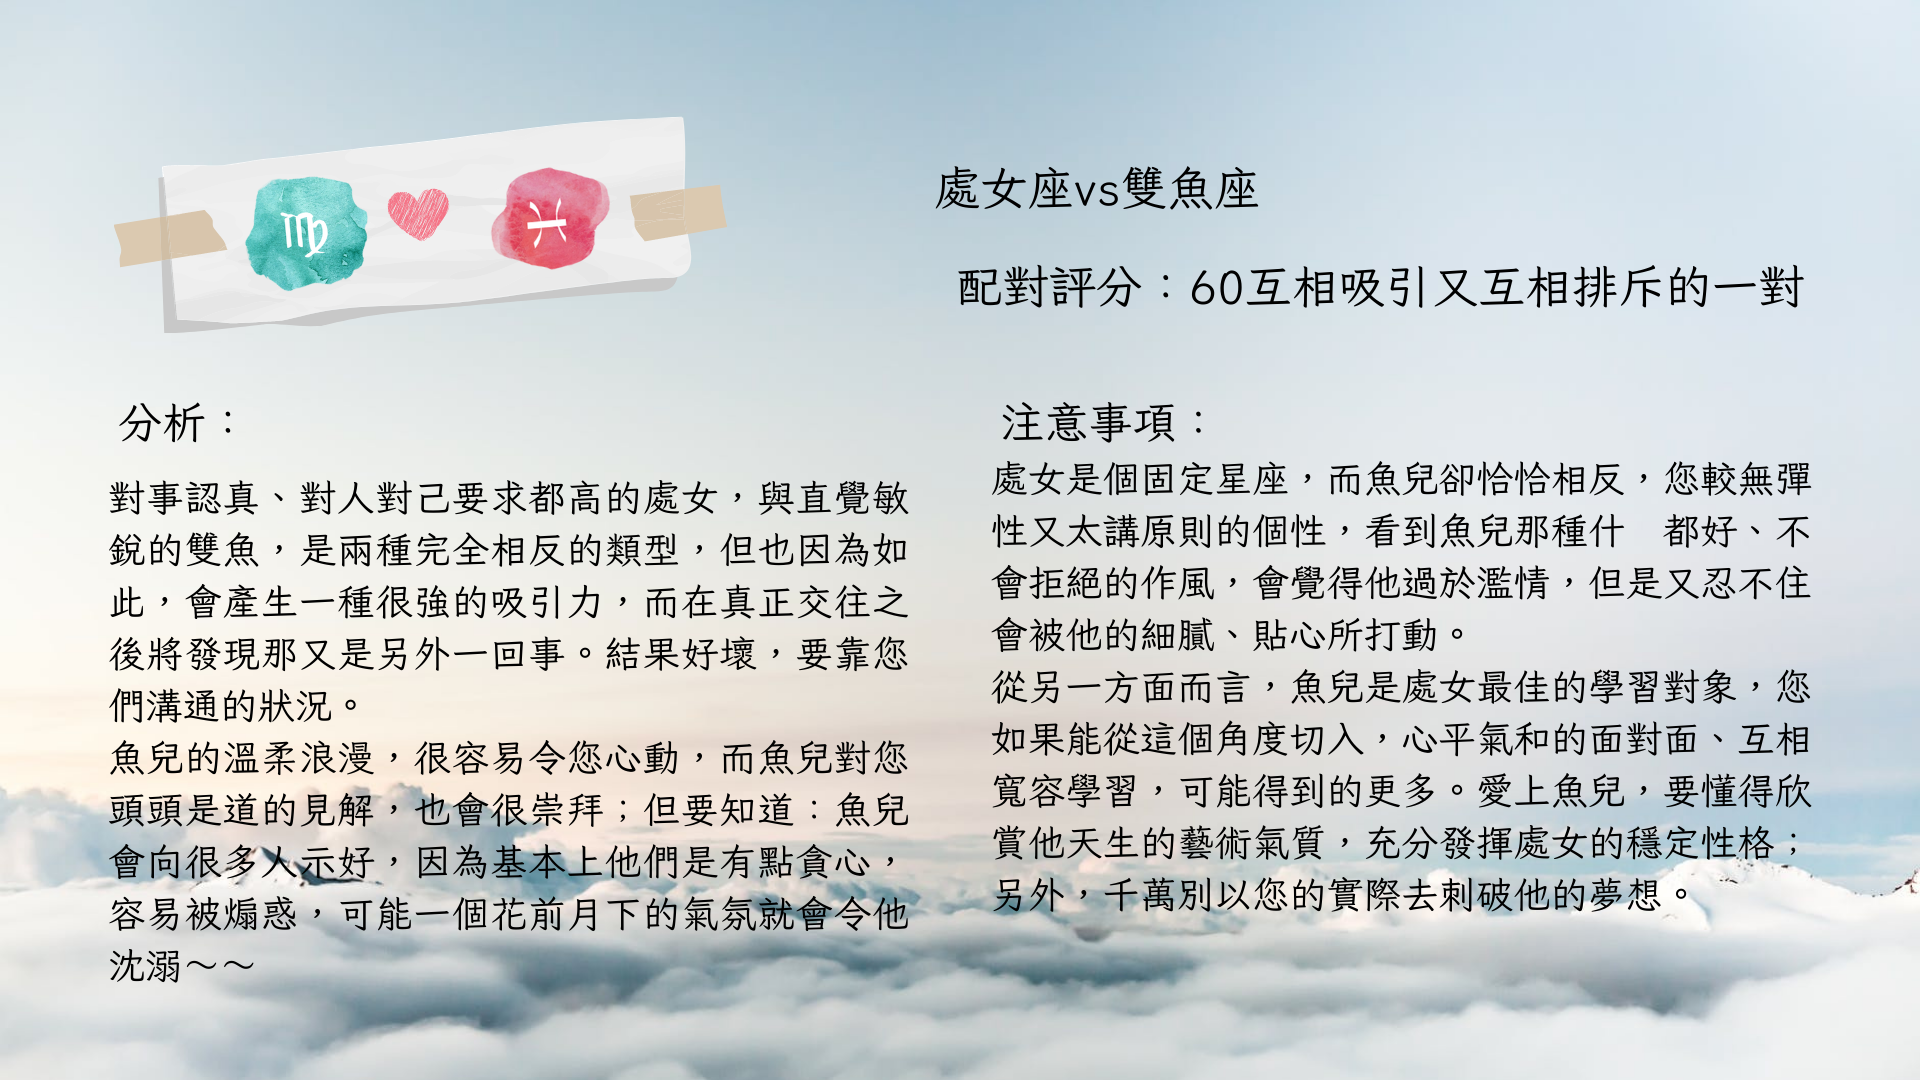 處女座vs雙魚座
配對評分：60互相吸引又互相排斥的一對
分析：
對事認真、對人對己要求都高的處女，與直覺敏
銳的雙魚，是兩種完全相反的類型，但也因為如
此，會產生一種很強的吸引力，而在真正交往之
後將發現那又是另外一回事。結果好壞，要靠您
們溝通的狀況。
魚兒的溫柔浪漫，很容易令您心動，而魚兒對您
頭頭是道的見解，也會很崇拜；但要知道：魚兒
會向很多人示好，因為基本上他們是有點貪心，
容易被煽惑，可能一個花前月下的氣氛就會令他
沈溺～～
注意事項：
處女是個固定星座，而魚兒卻恰恰相反，您較無彈
性又太講原則的個性，看到魚兒那種什　都好、不
會拒絕的作風，會覺得他過於濫情，但是又忍不住
會被他的細膩、貼心所打動。
從另一方面而言，魚兒是處女最佳的學習對象，您
如果能從這個角度切入，心平氣和的面對面、互相
寬容學習，可能得到的更多。愛上魚兒，要懂得欣
賞他天生的藝術氣質，充分發揮處女的穩定性格；
另外，千萬別以您的實際去刺破他的夢想。